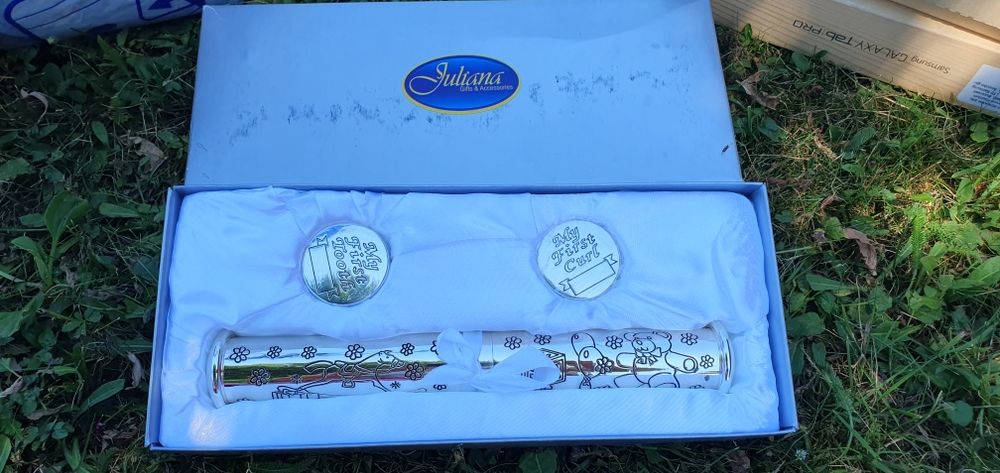 Juliana
Gifts & Accessories
Samsung GALAXY Tab PRO
My
First
Tooth
My
First
Curl